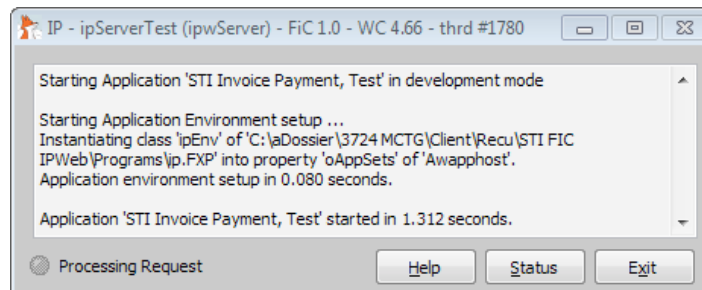 IP - ipServerTest (ipwServer) - FiC 1.0 - WC 4.66 - thrd #1780
Starting Application 'STI Invoice Payment, Test' in development mode
Starting Application Environment setup ...
Instantiating class 'ipEnv' of 'C:\aDossier\3724 MCTG\Client\Recu\STI FIC
IPWeb\Programs\ip.FXP' into property 'oAppSets' of 'Awapphost'.
Application environment setup in 0.080 seconds.
Application 'STI Invoice Payment, Test' started in 1.312 seconds.
Processing Request
Help
Status
Exit